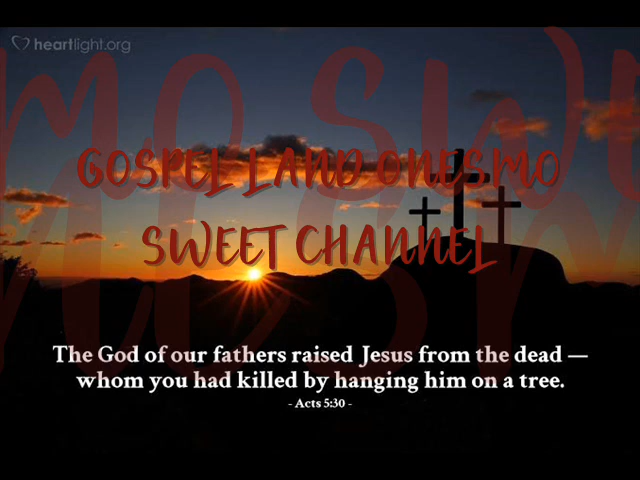 heartlight.org
GOSPEL LAND ONESMO
SWEET CHANNEL
The God of our fathers raised Jesus from the dead —
whom you had killed by hanging him on a tree.
- Acts 5:30 -